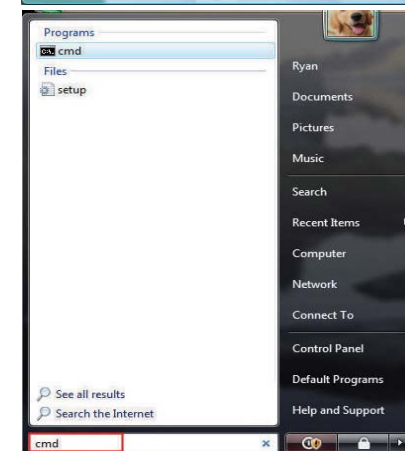 Programs
cmd
Files
setup
See all results
Search the Internet
cmd
Ryan
Documents
Pictures
Music
Search
Recent Items
Computer
Network
Connect To
Control Panel
Default Programs
Help and Support